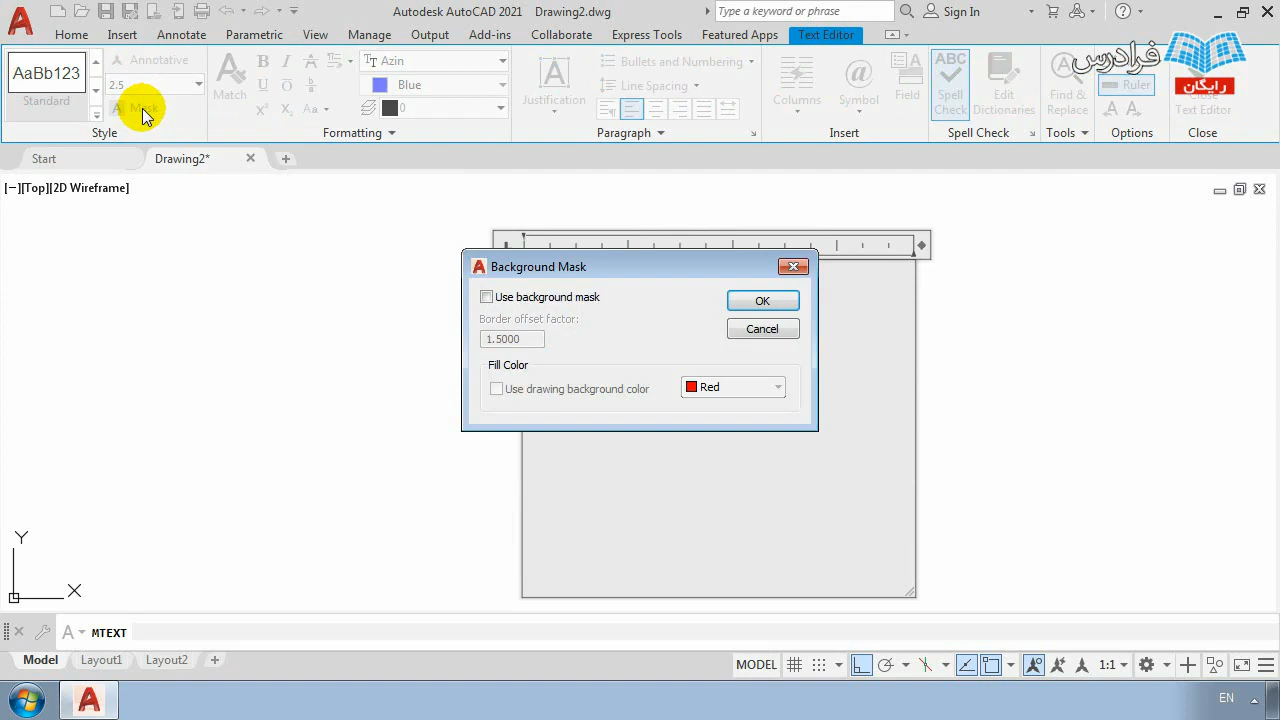 Autodesk AutoCAD 2021 Drawing2.dwg
Type a keyword or phrase
Sign In
Home Insert Annotate Parametric View Manage Output Add-ins Collaborate Express Tools Featured Apps Text Editor
AaBb123
Standard
Annotative
2.5
Mask
Style
Match
Azin
Blue
0
Formatting
Justification
Bullets and Numbering
Line Spacing
Paragraph
Columns
Symbol
Field
Insert
ABC
Spell
Check
Edit
Dictionaries
Spell Check
Find &
Replace
Tools
Ruler
Options
Close
Text Editor
Close
فرادرس
رایگان
Start
Drawing2*
[−][Top][2D Wireframe]
Background Mask
Use background mask
OK
Border offset factor:
Cancel
1.5000
Fill Color
Use drawing background color
Red
Y
X
MTEXT
Model Layout1 Layout2
MODEL
1:1
EN